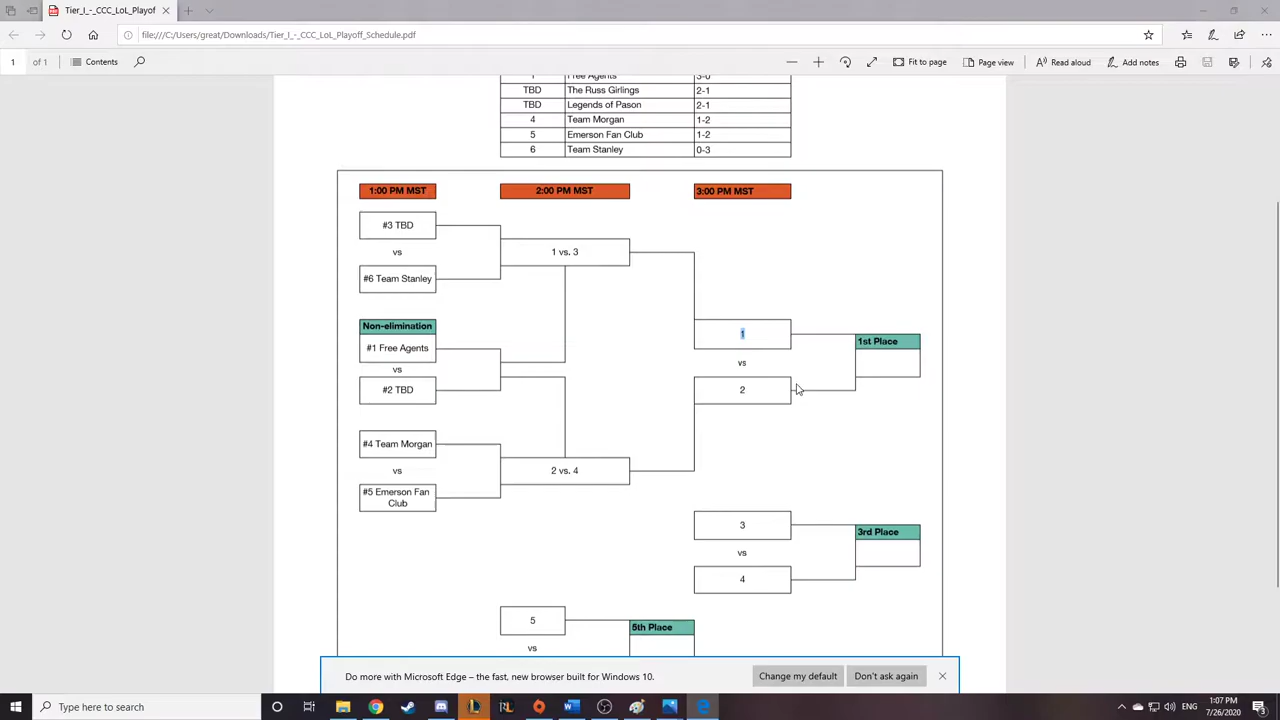 Tier_I_-_CCC_LoL_Playof
file:///C:/Users/great/Downloads/Tier_l_-_CCC_LoL_Playoff_Schedule.pdf
1 of 1 Contents Fit to page Page view Read aloud Add notes
1 Free Agents 3-0
TBD The Russ Girlings 2-1
TBD Legends of Pason 2-1
4 Team Morgan 1-2
5 Emerson Fan Club 1-2
6 Team Stanley 0-3
1:00 PM MST 2:00 PM MST 3:00 PM MST
#3 TBD
vs
1 vs. 3
#6 Team Stanley
Non-elimination
#1 Free Agents
vs
#2 TBD
1
vs
2
1st Place
#4 Team Morgan
vs
2 vs. 4
#5 Emerson Fan
Club
3
vs
4
3rd Place
5
vs
5th Place
Do more with Microsoft Edge – the fast, new browser built for Windows 10. Change my default Don't ask again
Type here to search
1:07 PM
7/26/2020